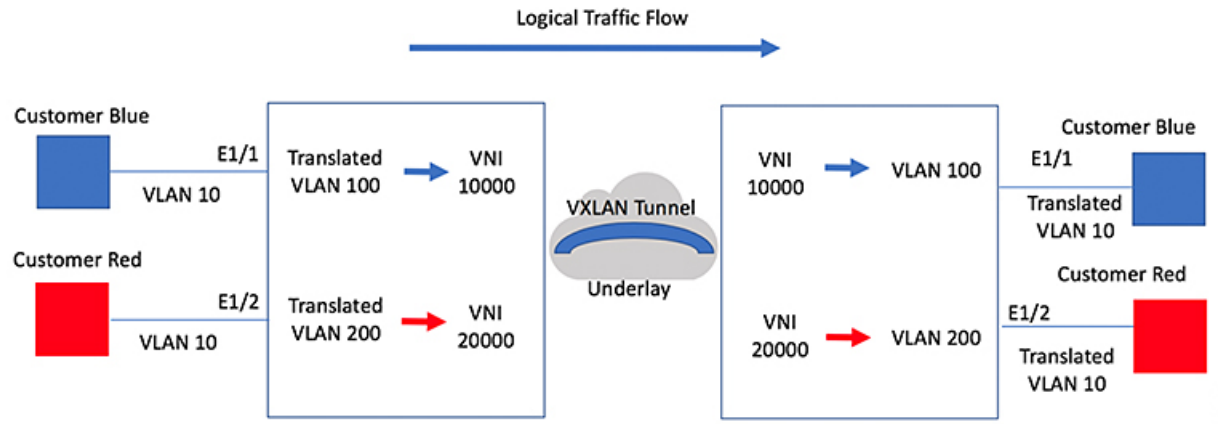 Logical Traffic Flow
Customer Blue
E1/1
VLAN 10
Translated
VLAN 100
VNI
10000
Customer Red
E1/2
VLAN 10
Translated
VLAN 200
VNI
20000
VXLAN Tunnel
Underlay
VNI
10000
VLAN 100
Customer Blue
E1/1
Translated
VLAN 10
VNI
20000
VLAN 200
Customer Red
E1/2
Translated
VLAN 10